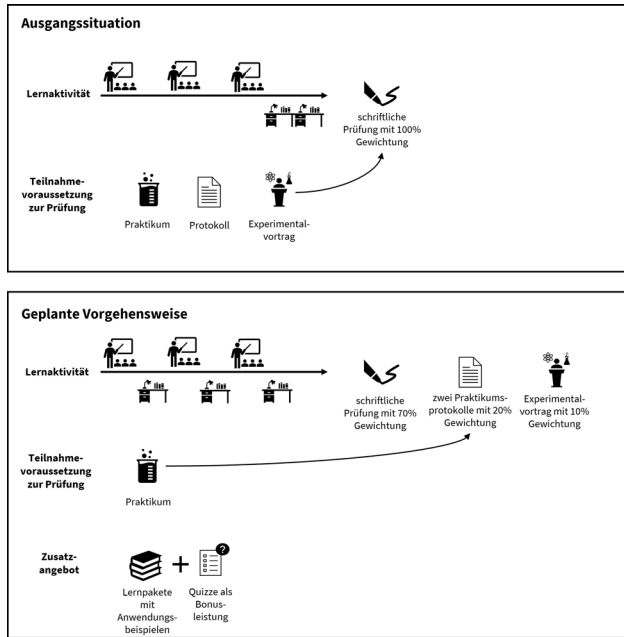 Ausgangssituation
Lernaktivität
schriftliche
Prüfung mit 100%
Gewichtung
Teilnahme-
voraussetzung
zur Prüfung
Praktikum
Protokoll
Experimental-
vortrag
Geplante Vorgehensweise
Lernaktivität
schriftliche
Prüfung mit 70%
Gewichtung
zwei Praktikums-
protokolle mit 20%
Gewichtung
Experimental-
vortrag mit 10%
Gewichtung
Teilnahme-
voraussetzung
zur Prüfung
Praktikum
Zusatz-
angebot
?
+
Lernpakete
mit
Anwendungs-
beispielen
Quizze als
Bonus-
leistung